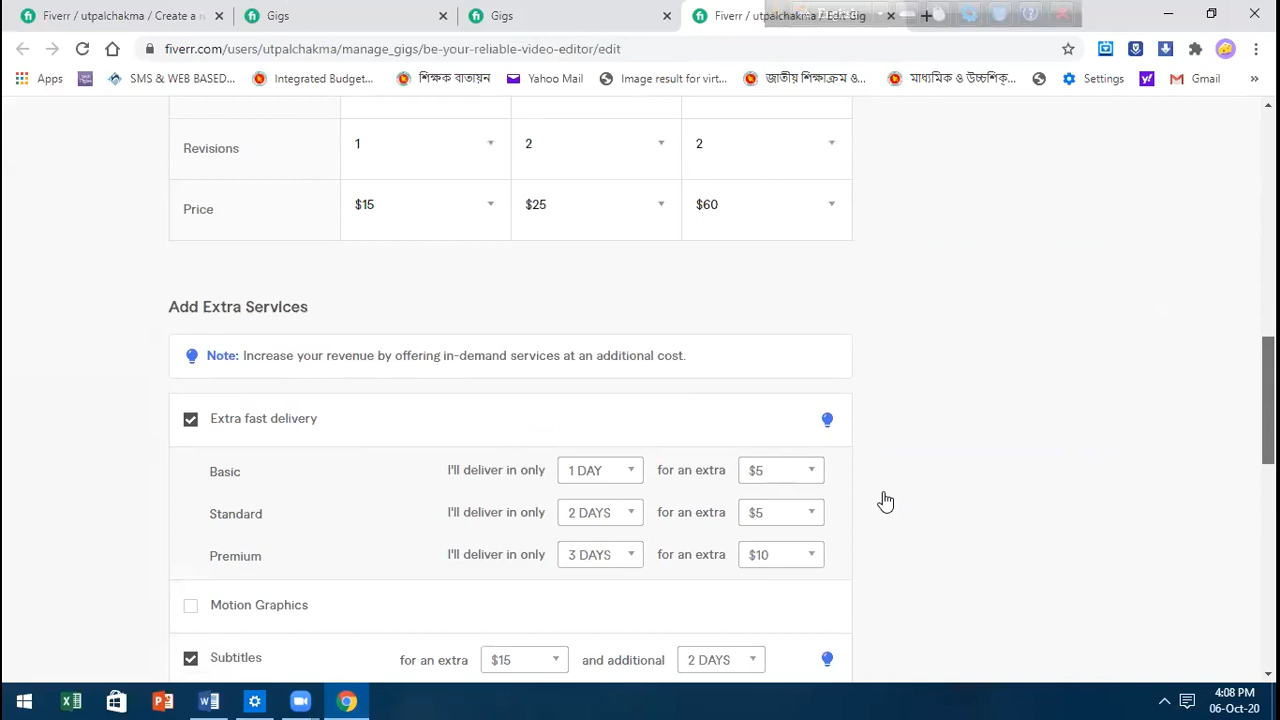 Fiverr / utpalchakma / Create a
Gigs
Gigs
Fiverr / utpalchakma / Edit Gig
fiverr.com/users/utpalchakma/manage_gigs/be-your-reliable-video-editor/edit
Apps
SMS & WEB BASED...
Integrated Budget...
শিক্ষক বাতায়ন
Yahoo Mail
Image result for virt...
জাতীয় শিক্ষাক্রম ও...
মাধ্যমিক ও উচ্চশিক্...
Settings
Gmail
»
Revisions 1 2 2
Price $15 $25 $60
Add Extra Services
Note: Increase your revenue by offering in-demand services at an additional cost.
Extra fast delivery
Basic I'll deliver in only 1 DAY for an extra $5
Standard I'll deliver in only 2 DAYS for an extra $5
Premium I'll deliver in only 3 DAYS for an extra $10
Motion Graphics
Subtitles for an extra $15 and additional 2 DAYS
4:08 PM
06-Oct-20